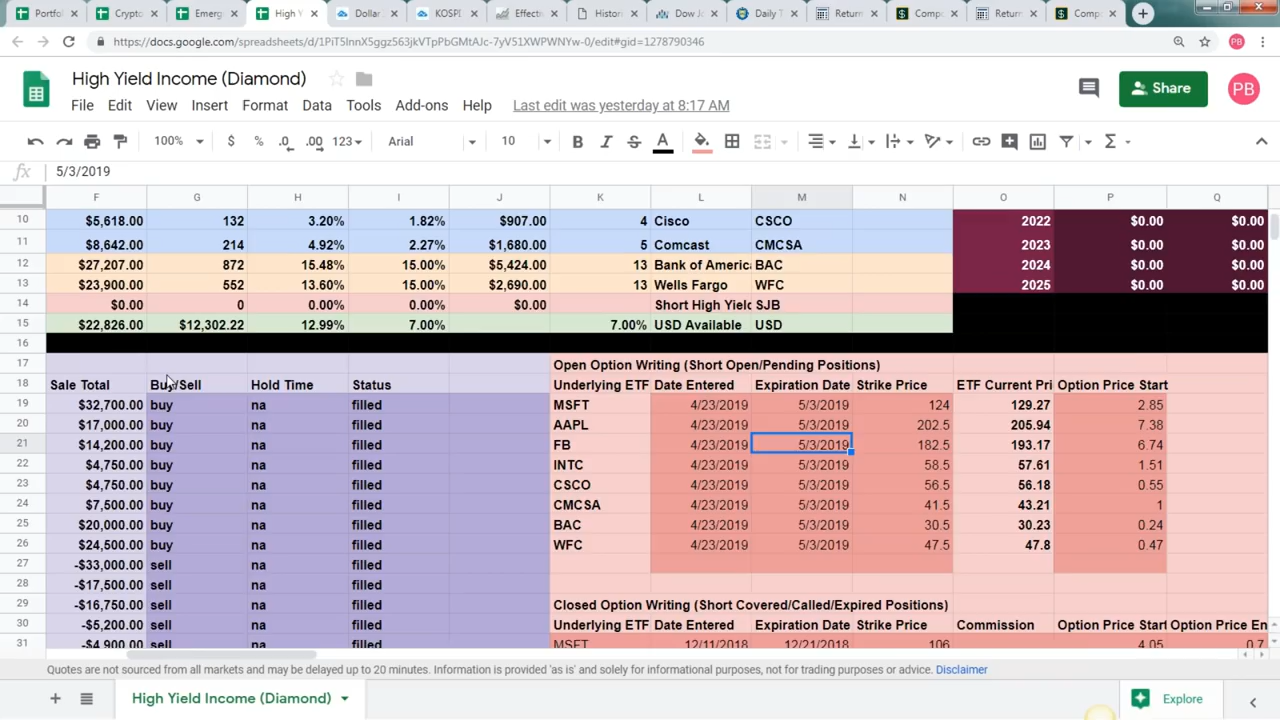 Portfo
Crypto
Emerg
High Y
Dollar
KOSPI
Effect
Histor
Dow Jo
Daily T
Return
Comp
Return
Comp
https://docs.google.com/spreadsheets/d/1PiT5InnX5ggz563jkVTpPbGMtAJc-7yV51XWPWNYw-0/edit#gid=1278790346
PB
High Yield Income (Diamond)
File Edit View Insert Format Data Tools Add-ons Help Last edit was yesterday at 8:17 AM
Share
PB
100% $ % .0 .00 123 Arial 10 B I S A Σ
fx 5/3/2019
F G H I J K L M N O P Q
10 $5,618.00 132 3.20% 1.82% $907.00 4 Cisco CSCO 2022 $0.00 $0.00
11 $8,642.00 214 4.92% 2.27% $1,680.00 5 Comcast CMCSA 2023 $0.00 $0.00
12 $27,207.00 872 15.48% 15.00% $5,424.00 13 Bank of America BAC 2024 $0.00 $0.00
13 $23,900.00 552 13.60% 15.00% $2,690.00 13 Wells Fargo WFC 2025 $0.00 $0.00
14 $0.00 0 0.00% 0.00% $0.00 Short High Yield SJB
15 $22,826.00 $12,302.22 12.99% 7.00% 7.00% USD Available USD
16
17 Open Option Writing (Short Open/Pending Positions)
18 Sale Total Buy/Sell Hold Time Status Underlying ETF Date Entered Expiration Date Strike Price ETF Current Pri Option Price Start
19 $32,700.00 buy na filled MSFT 4/23/2019 5/3/2019 124 129.27 2.85
20 $17,000.00 buy na filled AAPL 4/23/2019 5/3/2019 202.5 205.94 7.38
21 $14,200.00 buy na filled FB 4/23/2019 5/3/2019 182.5 193.17 6.74
22 $4,750.00 buy na filled INTC 4/23/2019 5/3/2019 58.5 57.61 1.51
23 $4,750.00 buy na filled CSCO 4/23/2019 5/3/2019 56.5 56.18 0.55
24 $7,500.00 buy na filled CMCSA 4/23/2019 5/3/2019 41.5 43.21 1
25 $20,000.00 buy na filled BAC 4/23/2019 5/3/2019 30.5 30.23 0.24
26 $24,500.00 buy na filled WFC 4/23/2019 5/3/2019 47.5 47.8 0.47
27 -$33,000.00 sell na filled
28 -$17,500.00 sell na filled
29 -$16,750.00 sell na filled Closed Option Writing (Short Covered/Called/Expired Positions)
30 -$5,200.00 sell na filled Underlying ETF Date Entered Expiration Date Strike Price Commission Option Price Start Option Price En
31 -$4,900.00 sell na filled MSFT 12/11/2018 12/21/2018 106 4.05 0.7
Quotes are not sourced from all markets and may be delayed up to 20 minutes. Information is provided 'as is' and solely for informational purposes, not for trading purposes or advice. Disclaimer
High Yield Income (Diamond)
Explore